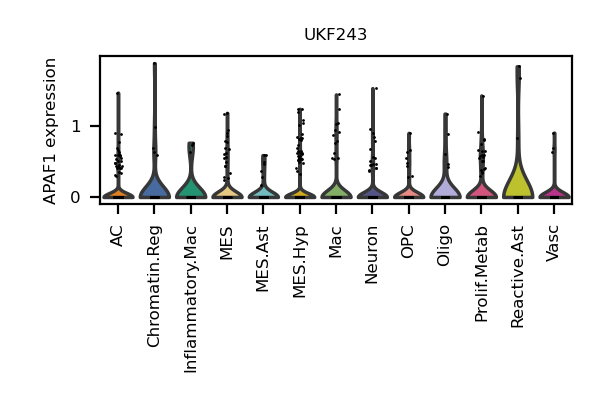 UKF243
APAF1 expression
1
0
AC
Chromatin.Reg
Inflammatory.Mac
MES
MES.Ast
MES.Hyp
Mac
Neuron
OPC
Oligo
Prolif.Metab
Reactive.Ast
Vasc